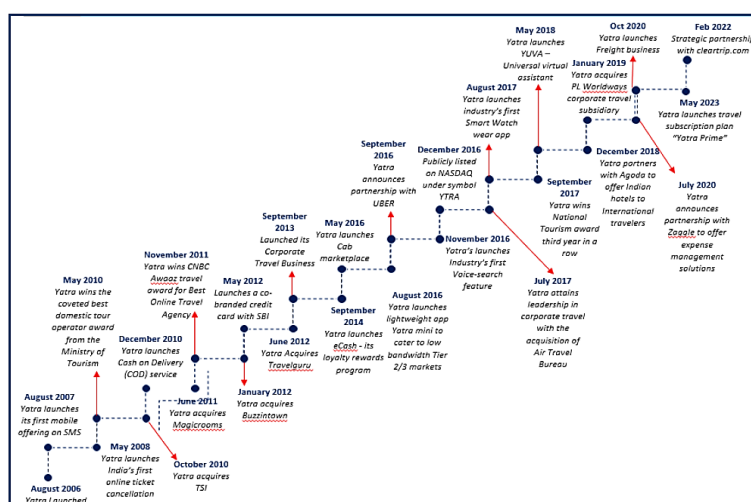 August 2006
Yatra Launched
August 2007
Yatra launches
its first mobile
offering on SMS
May 2008
Yatra launches
India's first
online ticket
cancellation
May 2010
Yatra wins the
coveted best
domestic tour
operator award
from the
Ministry of
Tourism
October 2010
Yatra acquires
TSI
December 2010
Yatra launches
Cash on Delivery
(COD) service
June 2011
Yatra acquires
Magicrooms
November 2011
Yatra wins CNBC
Awaaz travel
award for Best
Online Travel
Agency
January 2012
Yatra acquires
Buzzintown
May 2012
Launches a co-
branded credit
card with SBI
June 2012
Yatra Acquires
Travelguru
September
2013
Launched its
Corporate
Travel Business
September
2014
Yatra launches
eCash - its
loyalty rewards
program
May 2016
Yatra launches
Cab
marketplace
August 2016
Yatra launches
lightweight app
Yatra mini to
cater to low
bandwidth Tier
2/3 markets
September
2016
Yatra
announces
partnership with
UBER
November 2016
Yatra's launches
Industry's first
Voice-search
feature
December 2016
Publicly listed
on NASDAQ
under symbol
YTRA
July 2017
Yatra attains
leadership in
corporate travel
with the
acquisition of
Air Travel
Bureau
August 2017
Yatra launches
industry's first
Smart Watch
wear app
September
2017
Yatra wins
National
Tourism award
third year in a
row
May 2018
Yatra launches
YUVA –
Universal virtual
assistant
December 2018
Yatra partners
with Agoda to
offer Indian
hotels to
International
travelers
January 2019
Yatra acquires
PL Worldways
corporate travel
subsidiary
July 2020
Yatra
announces
partnership with
Zaggle to offer
expense
management
solutions
Oct 2020
Yatra launches
Freight business
Feb 2022
Strategic partnership
with cleartrip.com
May 2023
Yatra launches travel
subscription plan
"Yatra Prime"